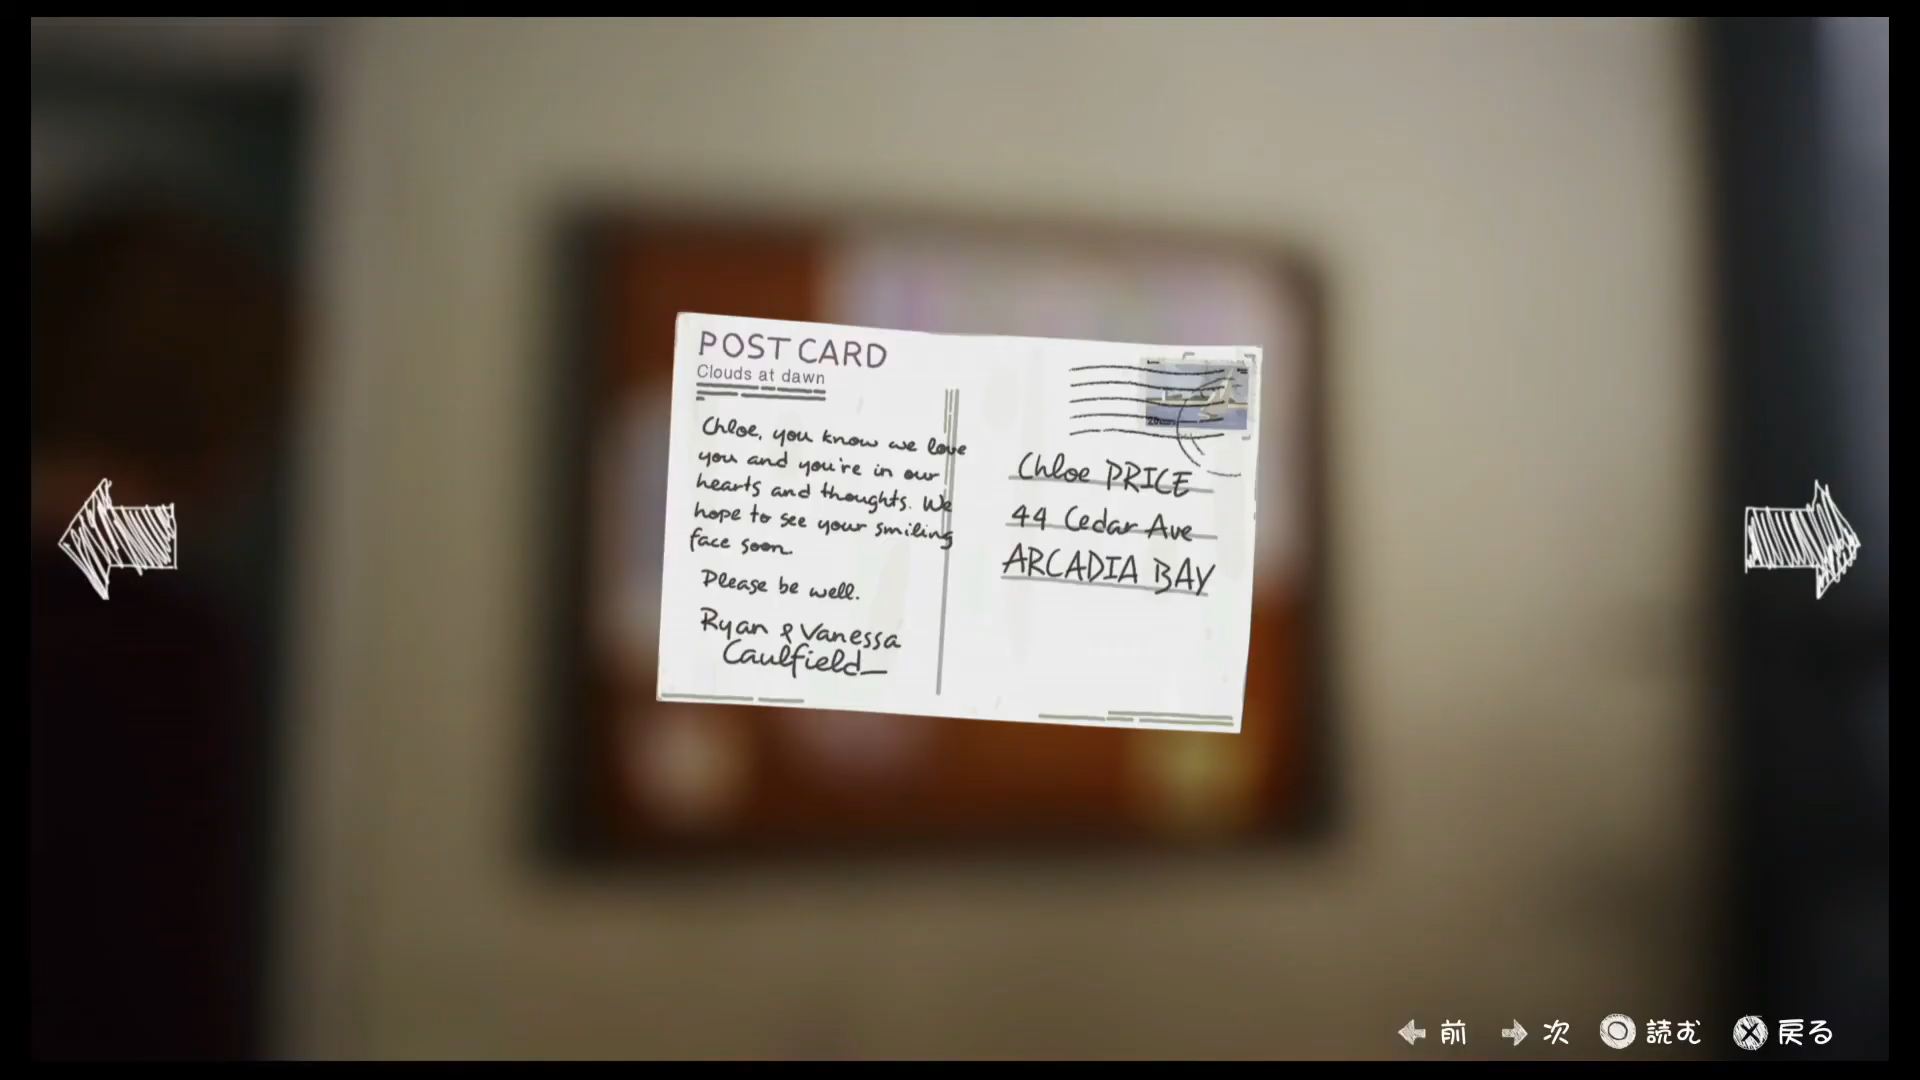 POST CARD
Clouds at dawn
Chloe, you know we love
you and you're in our
hearts and thoughts. We
hope to see your smiling
face soon.
Please be well.
Ryan & Vanessa
Caulfield
Chloe PRICE
44 Cedar Ave
ARCADIA BAY
前 次 読む 戻る